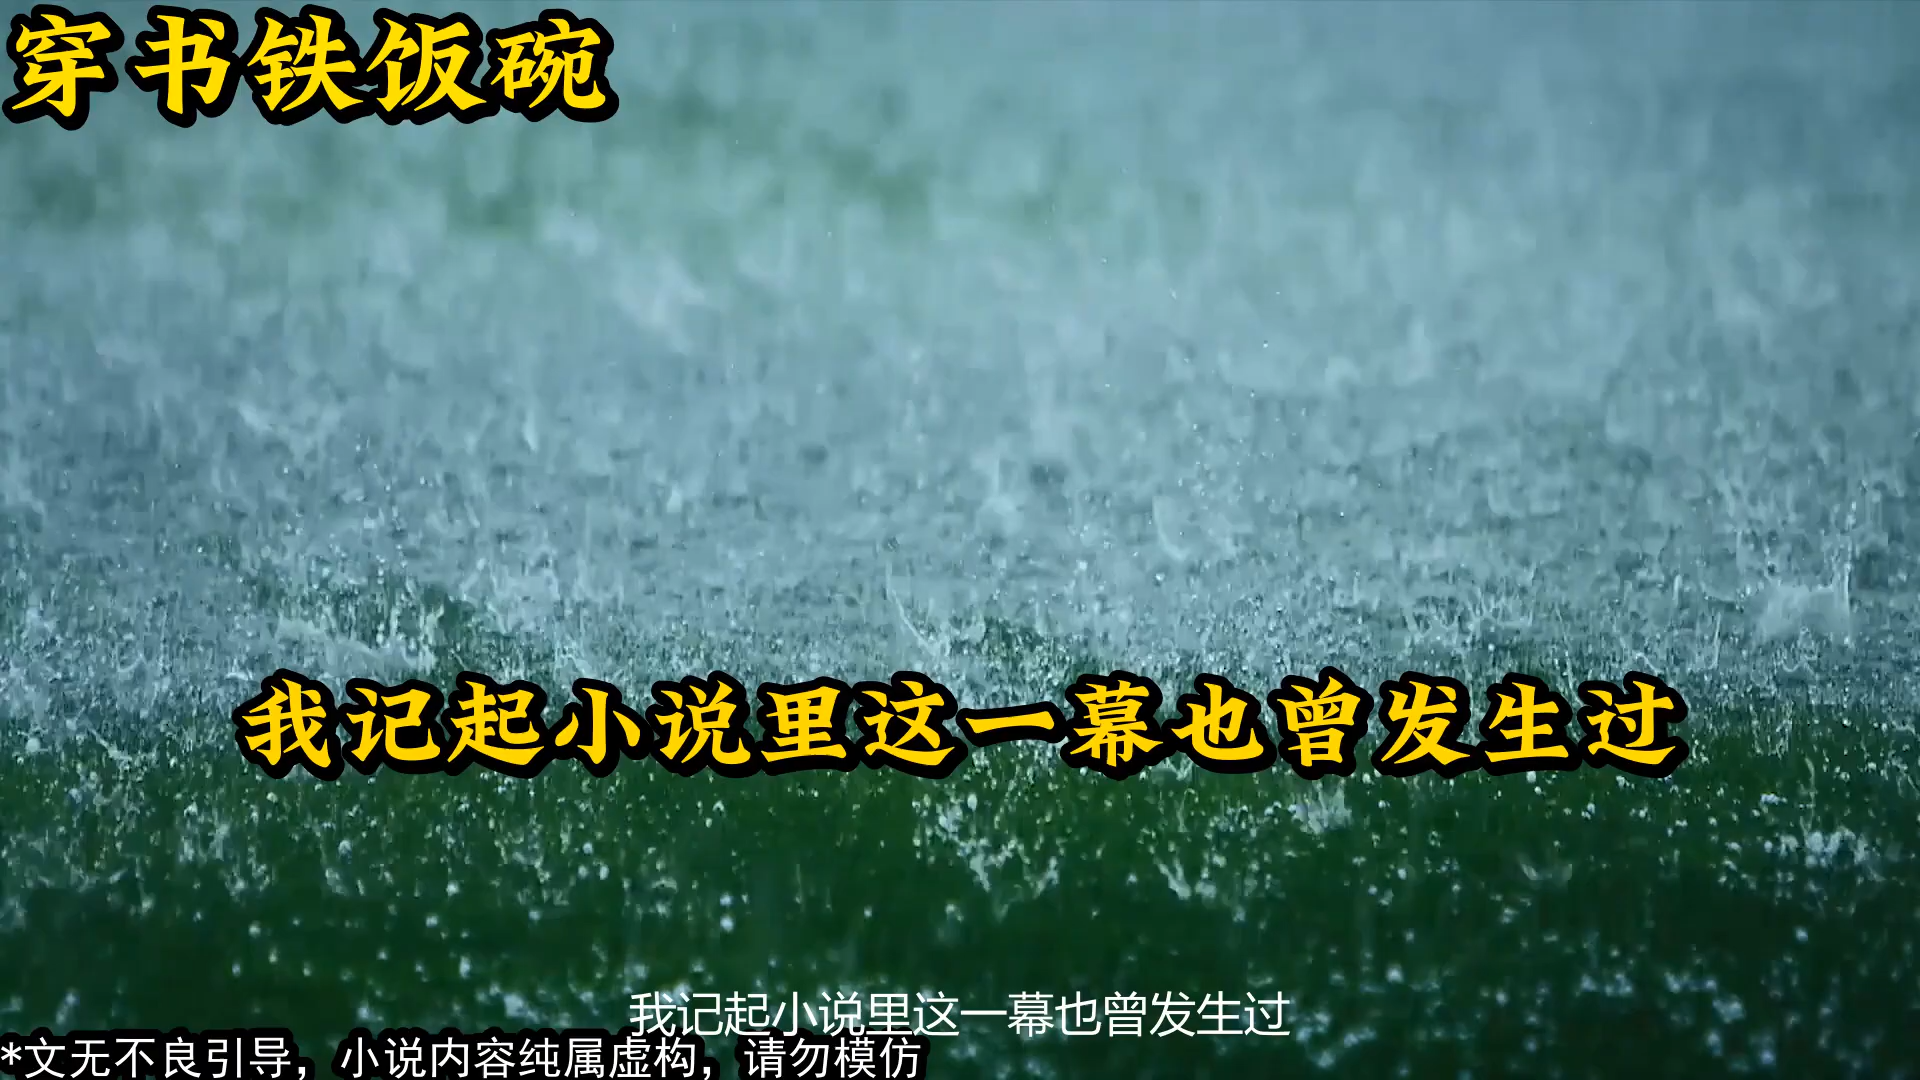 穿书铁饭碗
我记起小说里这一幕也曾发生过
我记起小说里这一幕也曾发生过
*文无不良引导，小说内容纯属虚构，请勿模仿